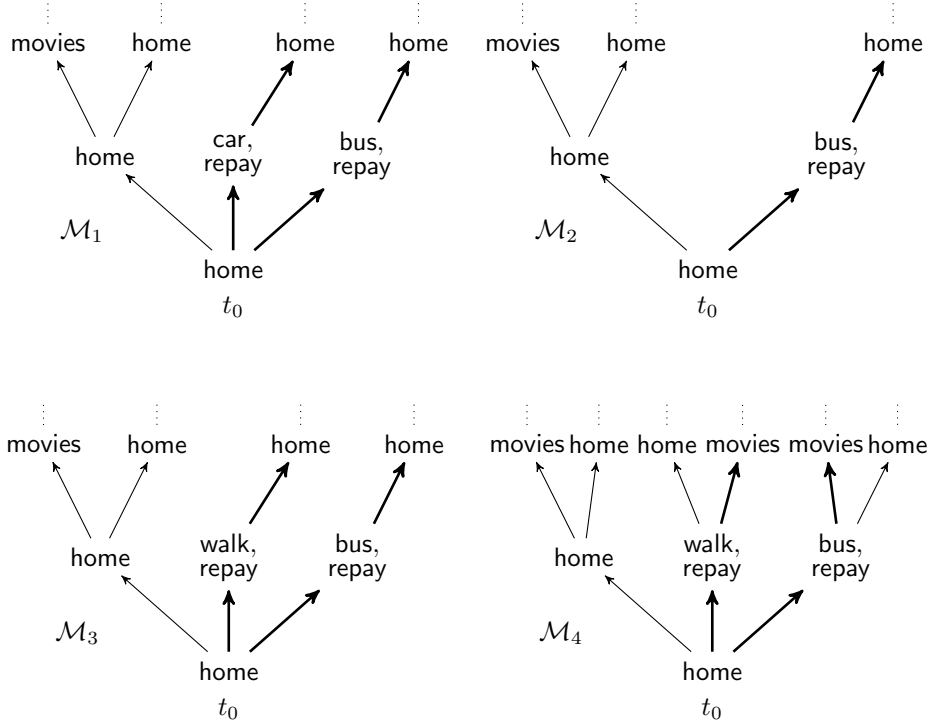 movies home home home
car,
repay
bus,
repay
home
M₁
home
t₀
movies home home
bus,
repay
home
M₂
home
t₀
movies home home home
walk,
repay
bus,
repay
home
M₃
home
t₀
movies home home movies movies home
walk,
repay
bus,
repay
home
M₄
home
t₀